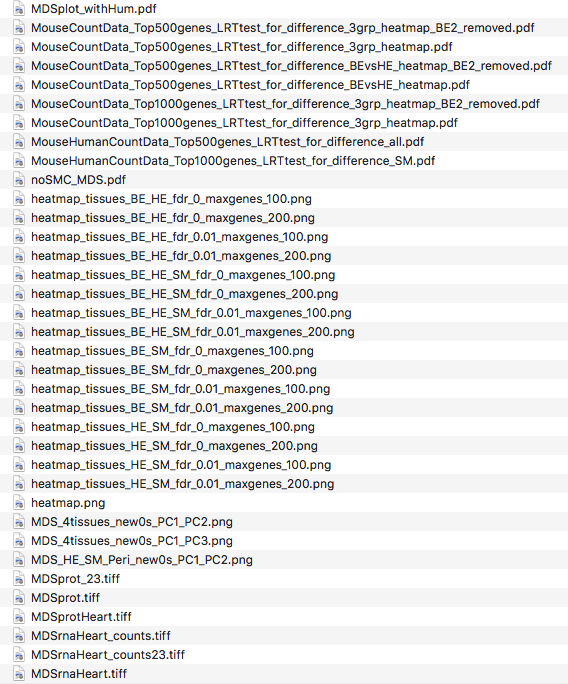 MDSplot_withHum.pdf
MouseCountData_Top500genes_LRTtest_for_difference_3grp_heatmap_BE2_removed.pdf
MouseCountData_Top500genes_LRTtest_for_difference_3grp_heatmap.pdf
MouseCountData_Top500genes_LRTtest_for_difference_BEvsHE_heatmap_BE2_removed.pdf
MouseCountData_Top500genes_LRTtest_for_difference_BEvsHE_heatmap.pdf
MouseCountData_Top1000genes_LRTtest_for_difference_3grp_heatmap_BE2_removed.pdf
MouseCountData_Top1000genes_LRTtest_for_difference_3grp_heatmap.pdf
MouseHumanCountData_Top500genes_LRTtest_for_difference_all.pdf
MouseHumanCountData_Top1000genes_LRTtest_for_difference_SM.pdf
noSMC_MDS.pdf
heatmap_tissues_BE_HE_fdr_0_maxgenes_100.png
heatmap_tissues_BE_HE_fdr_0_maxgenes_200.png
heatmap_tissues_BE_HE_fdr_0.01_maxgenes_100.png
heatmap_tissues_BE_HE_fdr_0.01_maxgenes_200.png
heatmap_tissues_BE_HE_SM_fdr_0_maxgenes_100.png
heatmap_tissues_BE_HE_SM_fdr_0_maxgenes_200.png
heatmap_tissues_BE_HE_SM_fdr_0.01_maxgenes_100.png
heatmap_tissues_BE_HE_SM_fdr_0.01_maxgenes_200.png
heatmap_tissues_BE_SM_fdr_0_maxgenes_100.png
heatmap_tissues_BE_SM_fdr_0_maxgenes_200.png
heatmap_tissues_BE_SM_fdr_0.01_maxgenes_100.png
heatmap_tissues_BE_SM_fdr_0.01_maxgenes_200.png
heatmap_tissues_HE_SM_fdr_0_maxgenes_100.png
heatmap_tissues_HE_SM_fdr_0_maxgenes_200.png
heatmap_tissues_HE_SM_fdr_0.01_maxgenes_100.png
heatmap_tissues_HE_SM_fdr_0.01_maxgenes_200.png
heatmap.png
MDS_4tissues_new0s_PC1_PC2.png
MDS_4tissues_new0s_PC1_PC3.png
MDS_HE_SM_Peri_new0s_PC1_PC2.png
MDSprot_23.tiff
MDSprot.tiff
MDSprotHeart.tiff
MDSrnaHeart_counts.tiff
MDSrnaHeart_counts23.tiff
MDSrnaHeart.tiff